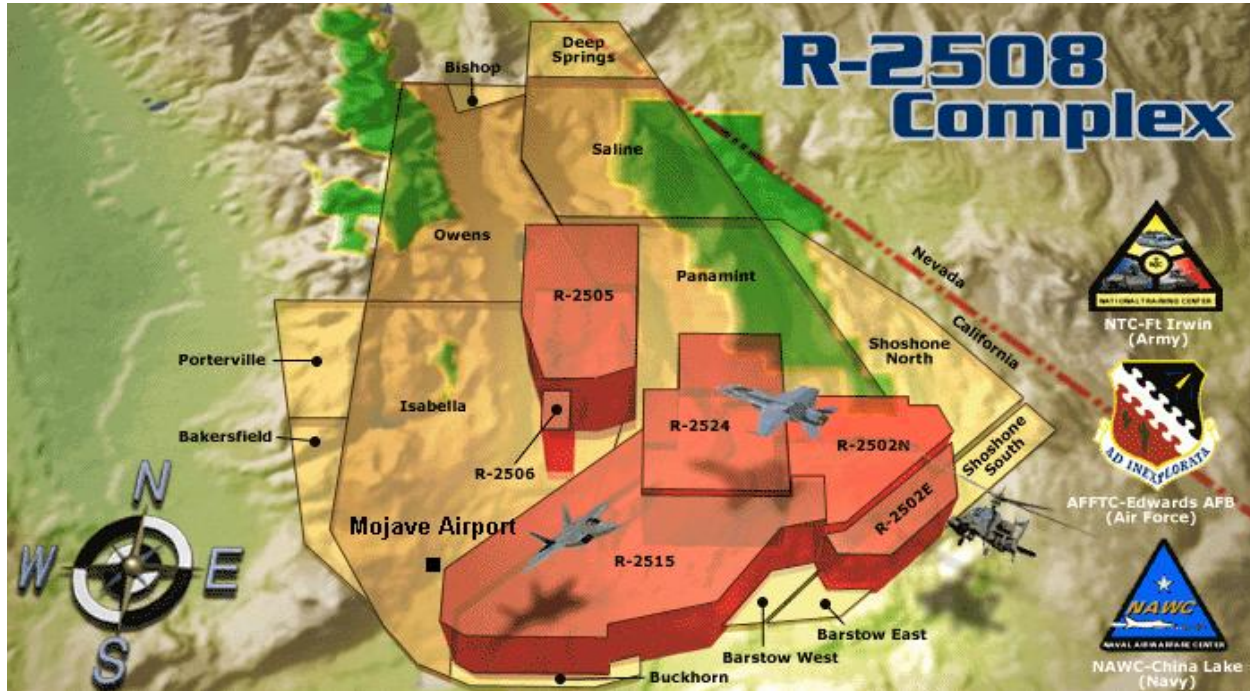 R-2508
Complex
Deep
Springs
Bishop
Saline
Owens
Panamint
Nevada
California
R-2505
Shoshone
North
Porterville
Isabella
Bakersfield
R-2506
R-2524
R-2502N
Shoshone
South
R-2502E
Mojave Airport
R-2515
Barstow East
Barstow West
Buckhorn
N
W
E
S
NATIONAL TRAINING CENTER
NTC-Ft Irwin
(Army)
AD INEXPLORATA
AFFTC-Edwards AFB
(Air Force)
NAWC
NAVAL AIR WARFARE CENTER
NAWC-China Lake
(Navy)